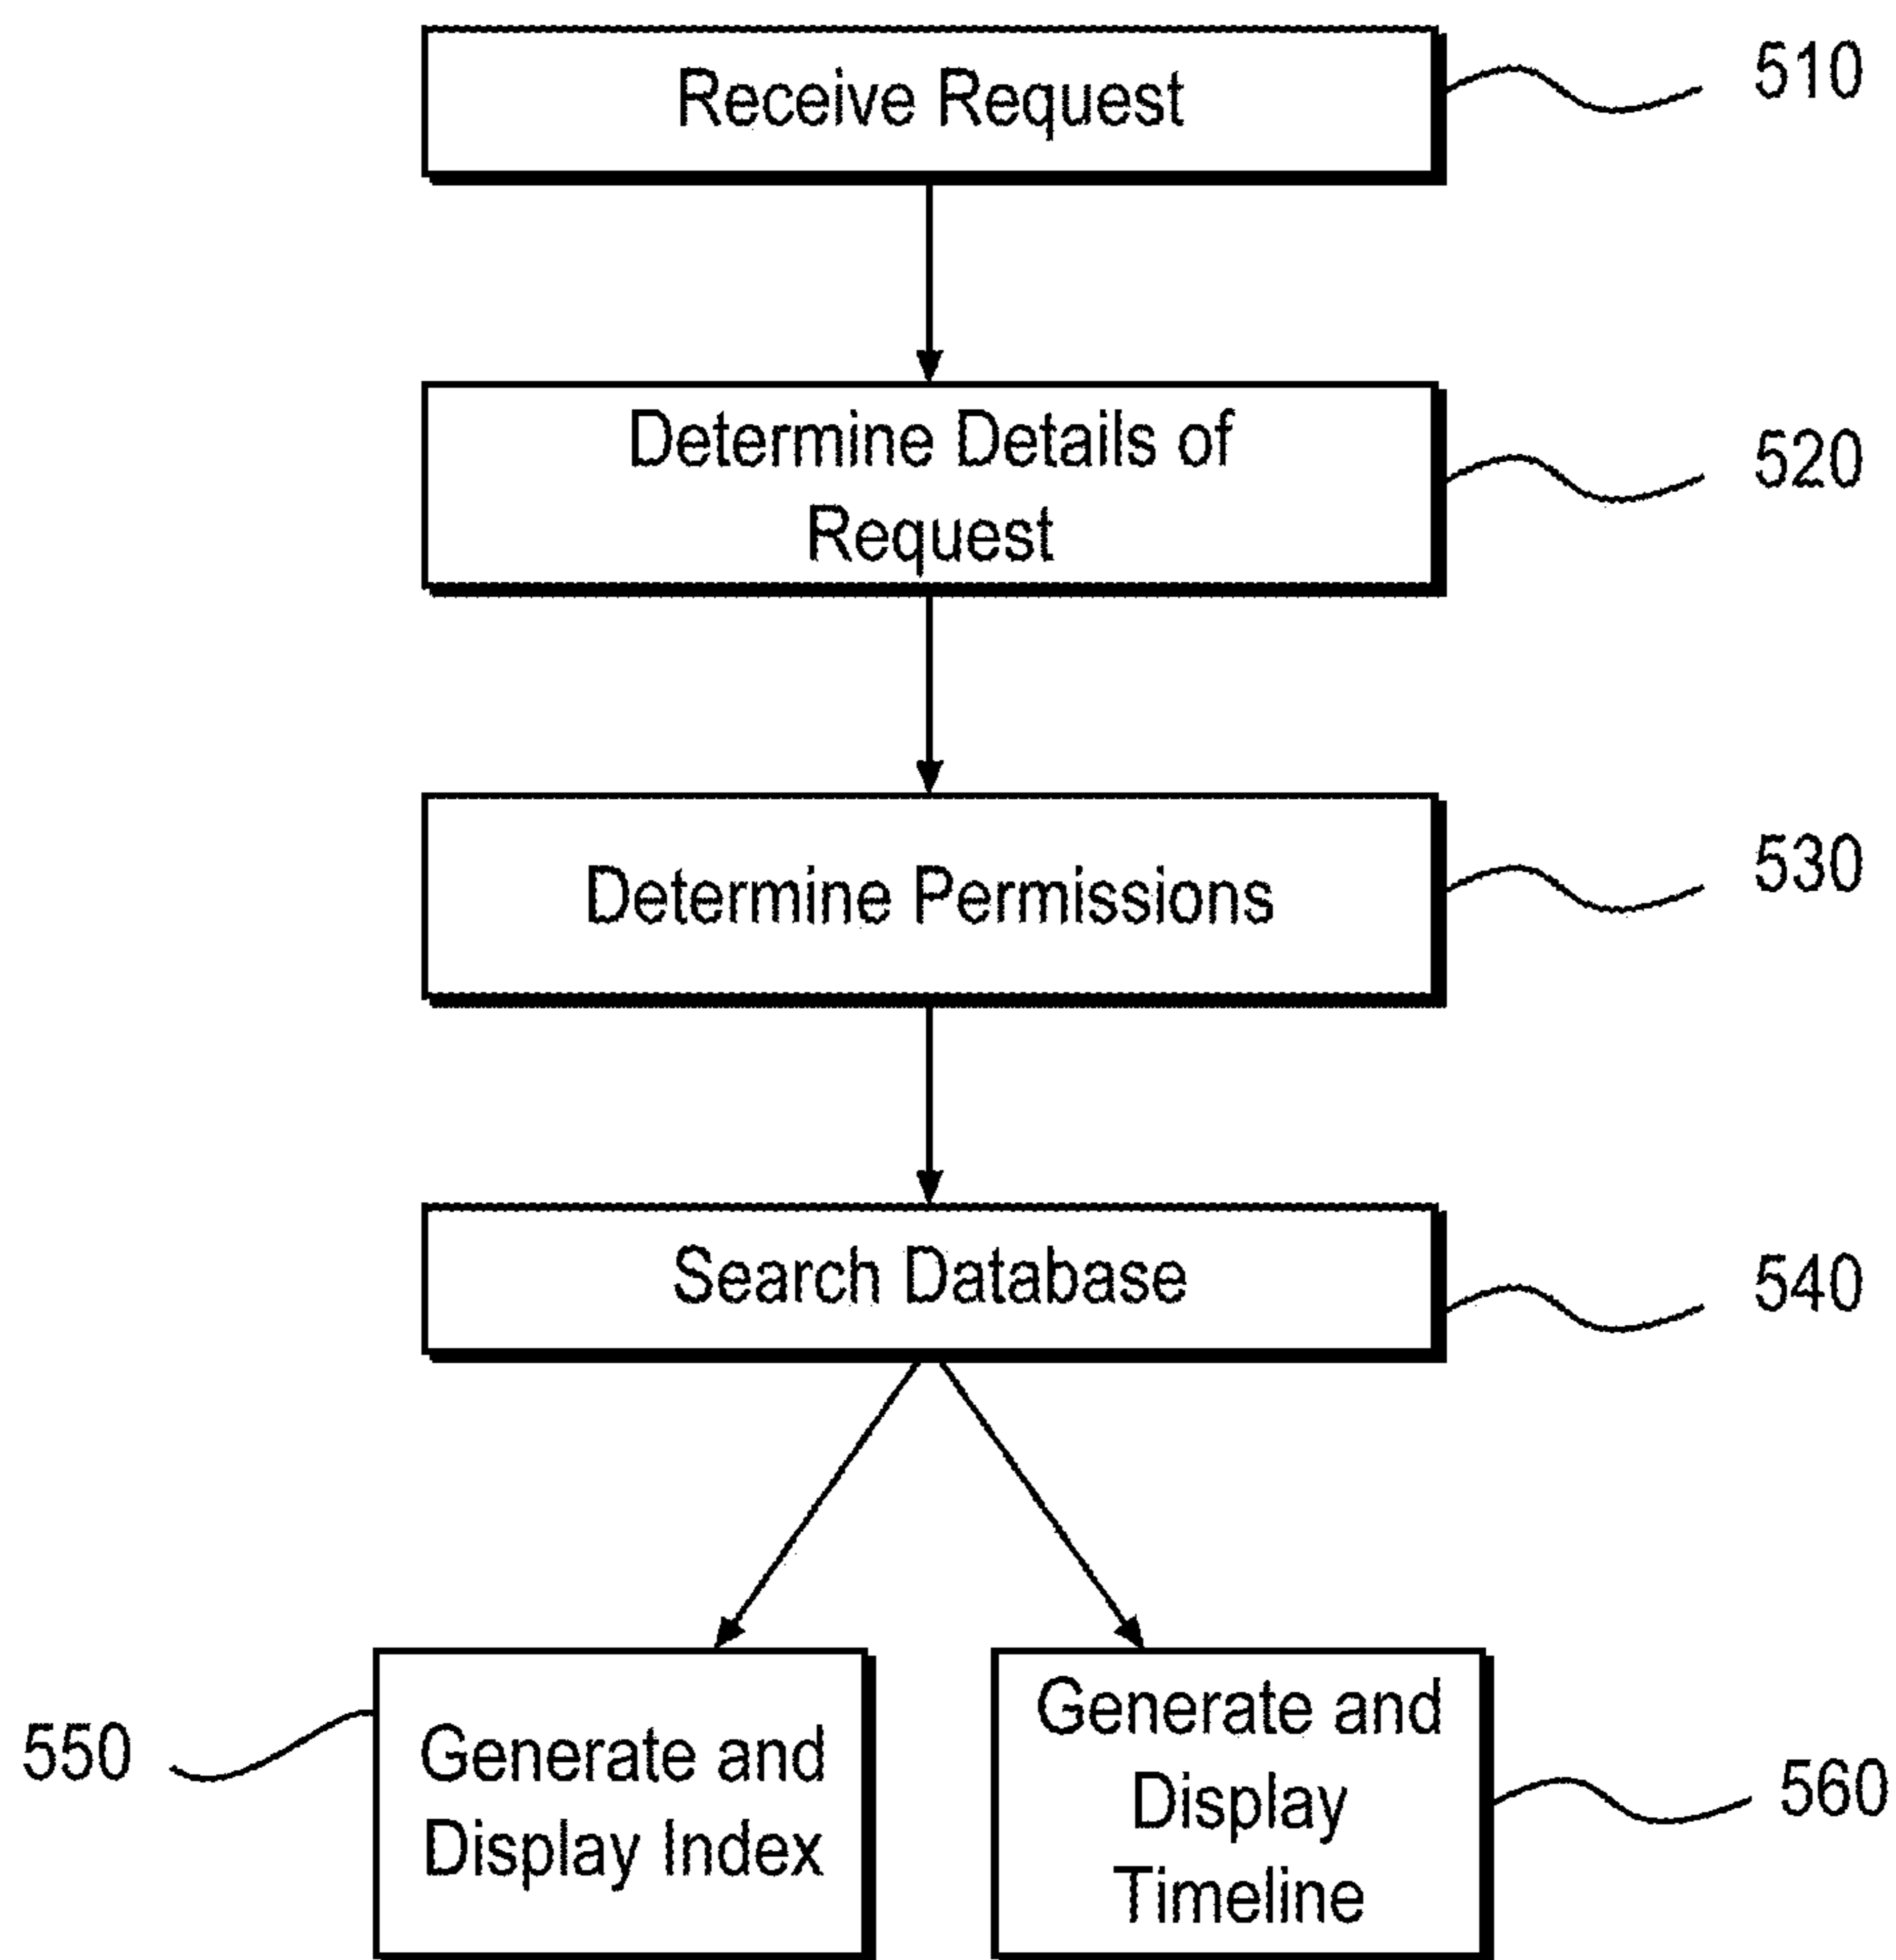 Receive Request
510
Determine Details of
Request
520
Determine Permissions
530
Search Database
540
550
Generate and
Display Index
Generate and
Display
Timeline
560